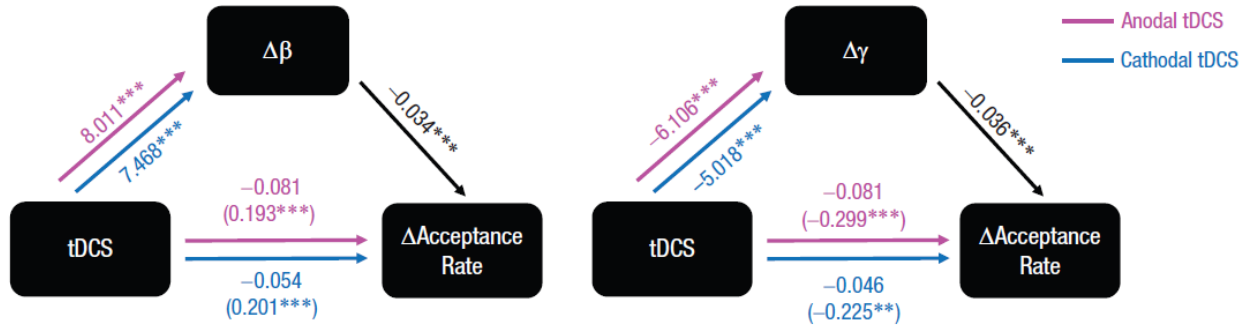 Δβ
8.011***
7.468***
−0.034***
tDCS
−0.081
(0.193***)
−0.054
(0.201***)
ΔAcceptance
Rate
Δγ
−6.106***
−5.018***
−0.036***
tDCS
−0.081
(−0.299***)
−0.046
(−0.225**)
ΔAcceptance
Rate
Anodal tDCS
Cathodal tDCS